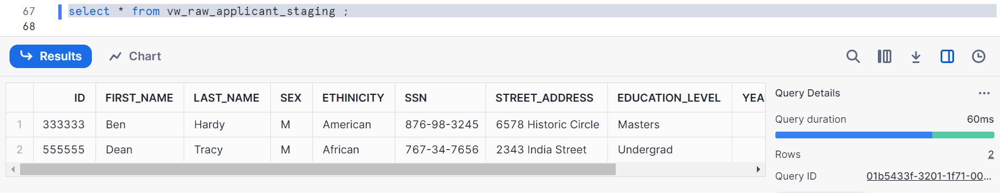 67 select * from vw_raw_applicant_staging ;
68
Results Chart
ID FIRST_NAME LAST_NAME SEX ETHINICITY SSN STREET_ADDRESS EDUCATION_LEVEL YEA
1 333333 Ben Hardy M American 876-98-3245 6578 Historic Circle Masters
2 555555 Dean Tracy M African 767-34-7656 2343 India Street Undergrad
Query Details ...
Query duration 60ms
Rows 2
Query ID 01b5433f-3201-1f71-00...